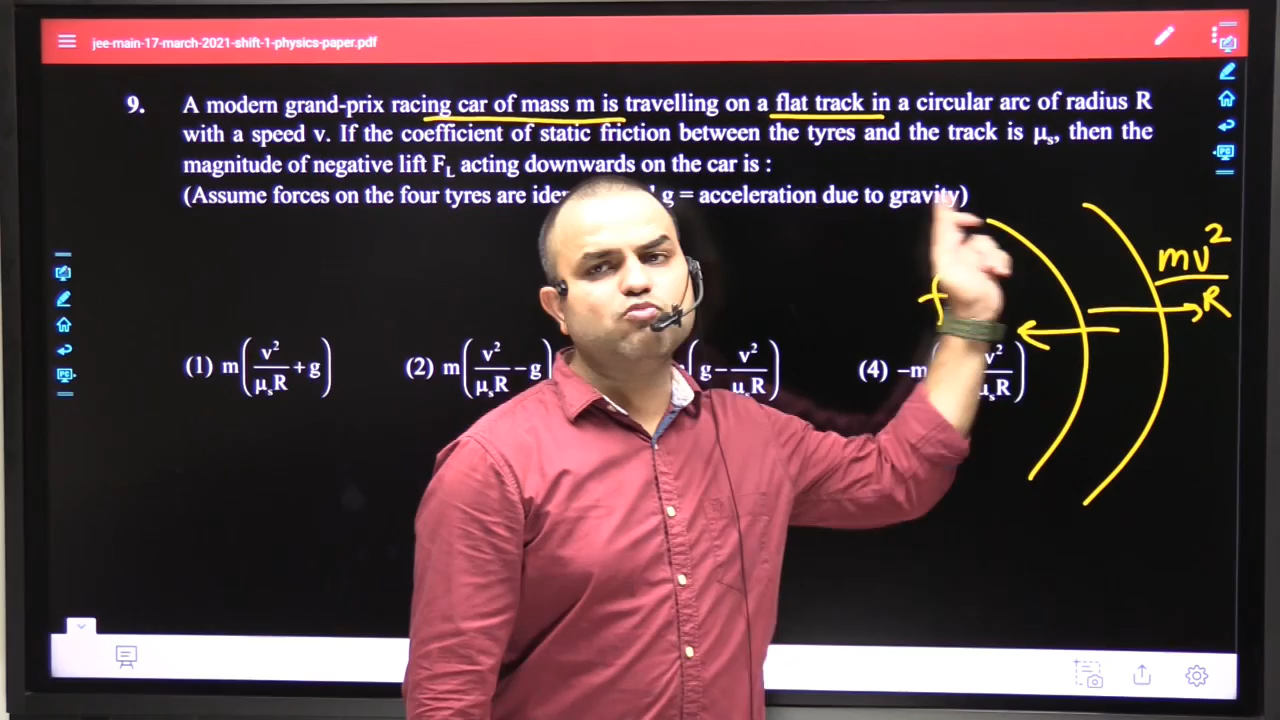 jee-main-17-march-2021-shift-1-physics-paper.pdf
9. A modern grand-prix racing car of mass m is travelling on a flat track in a circular arc of radius R
with a speed v. If the coefficient of static friction between the tyres and the track is μₛ, then the
magnitude of negative lift F_L acting downwards on the car is :
(Assume forces on the four tyres are g = acceleration due to gravity)
(1) m(v²/μₛR + g) (2) m(v²/μₛR − g) (g − v²/μₛR) (4) −m
mv²/R
f